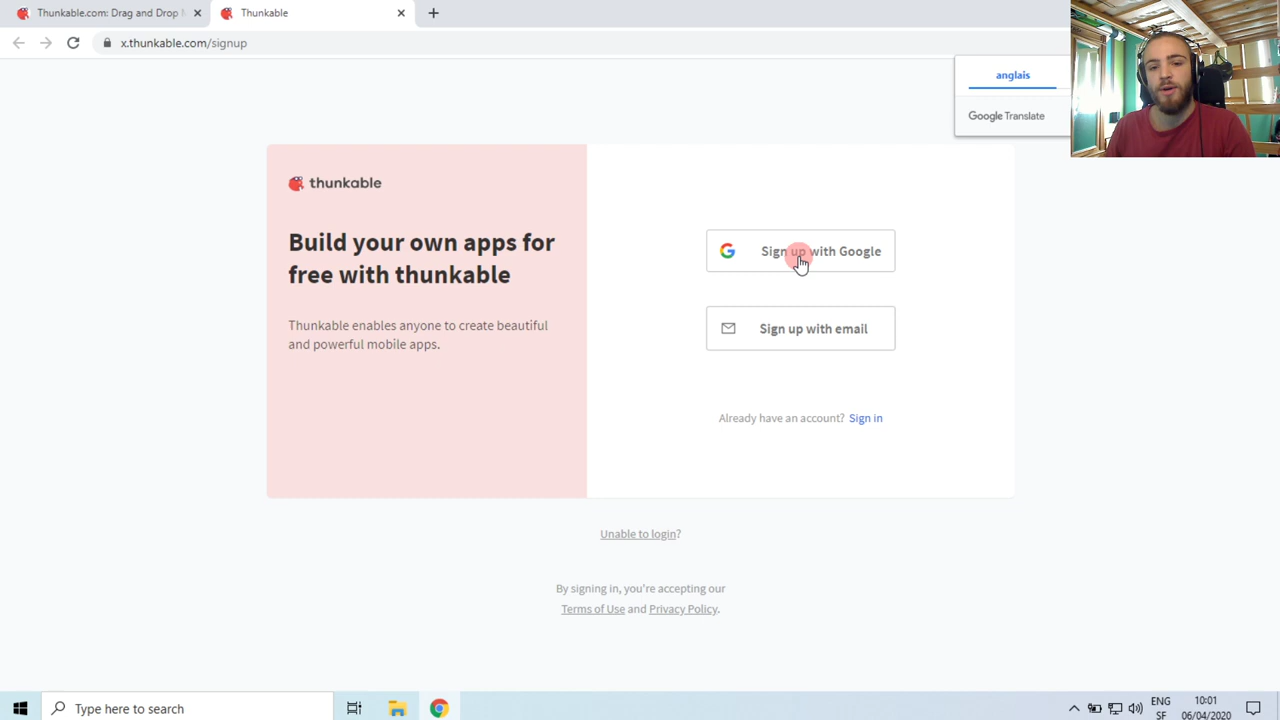 Thunkable.com: Drag and Drop
Thunkable
x.thunkable.com/signup
anglais
Google Translate
thunkable
Build your own apps for
free with thunkable
Thunkable enables anyone to create beautiful
and powerful mobile apps.
Sign up with Google
Sign up with email
Already have an account? Sign in
Unable to login?
By signing in, you're accepting our
Terms of Use and Privacy Policy.
Type here to search
ENG
SF
10:01
06/04/2020